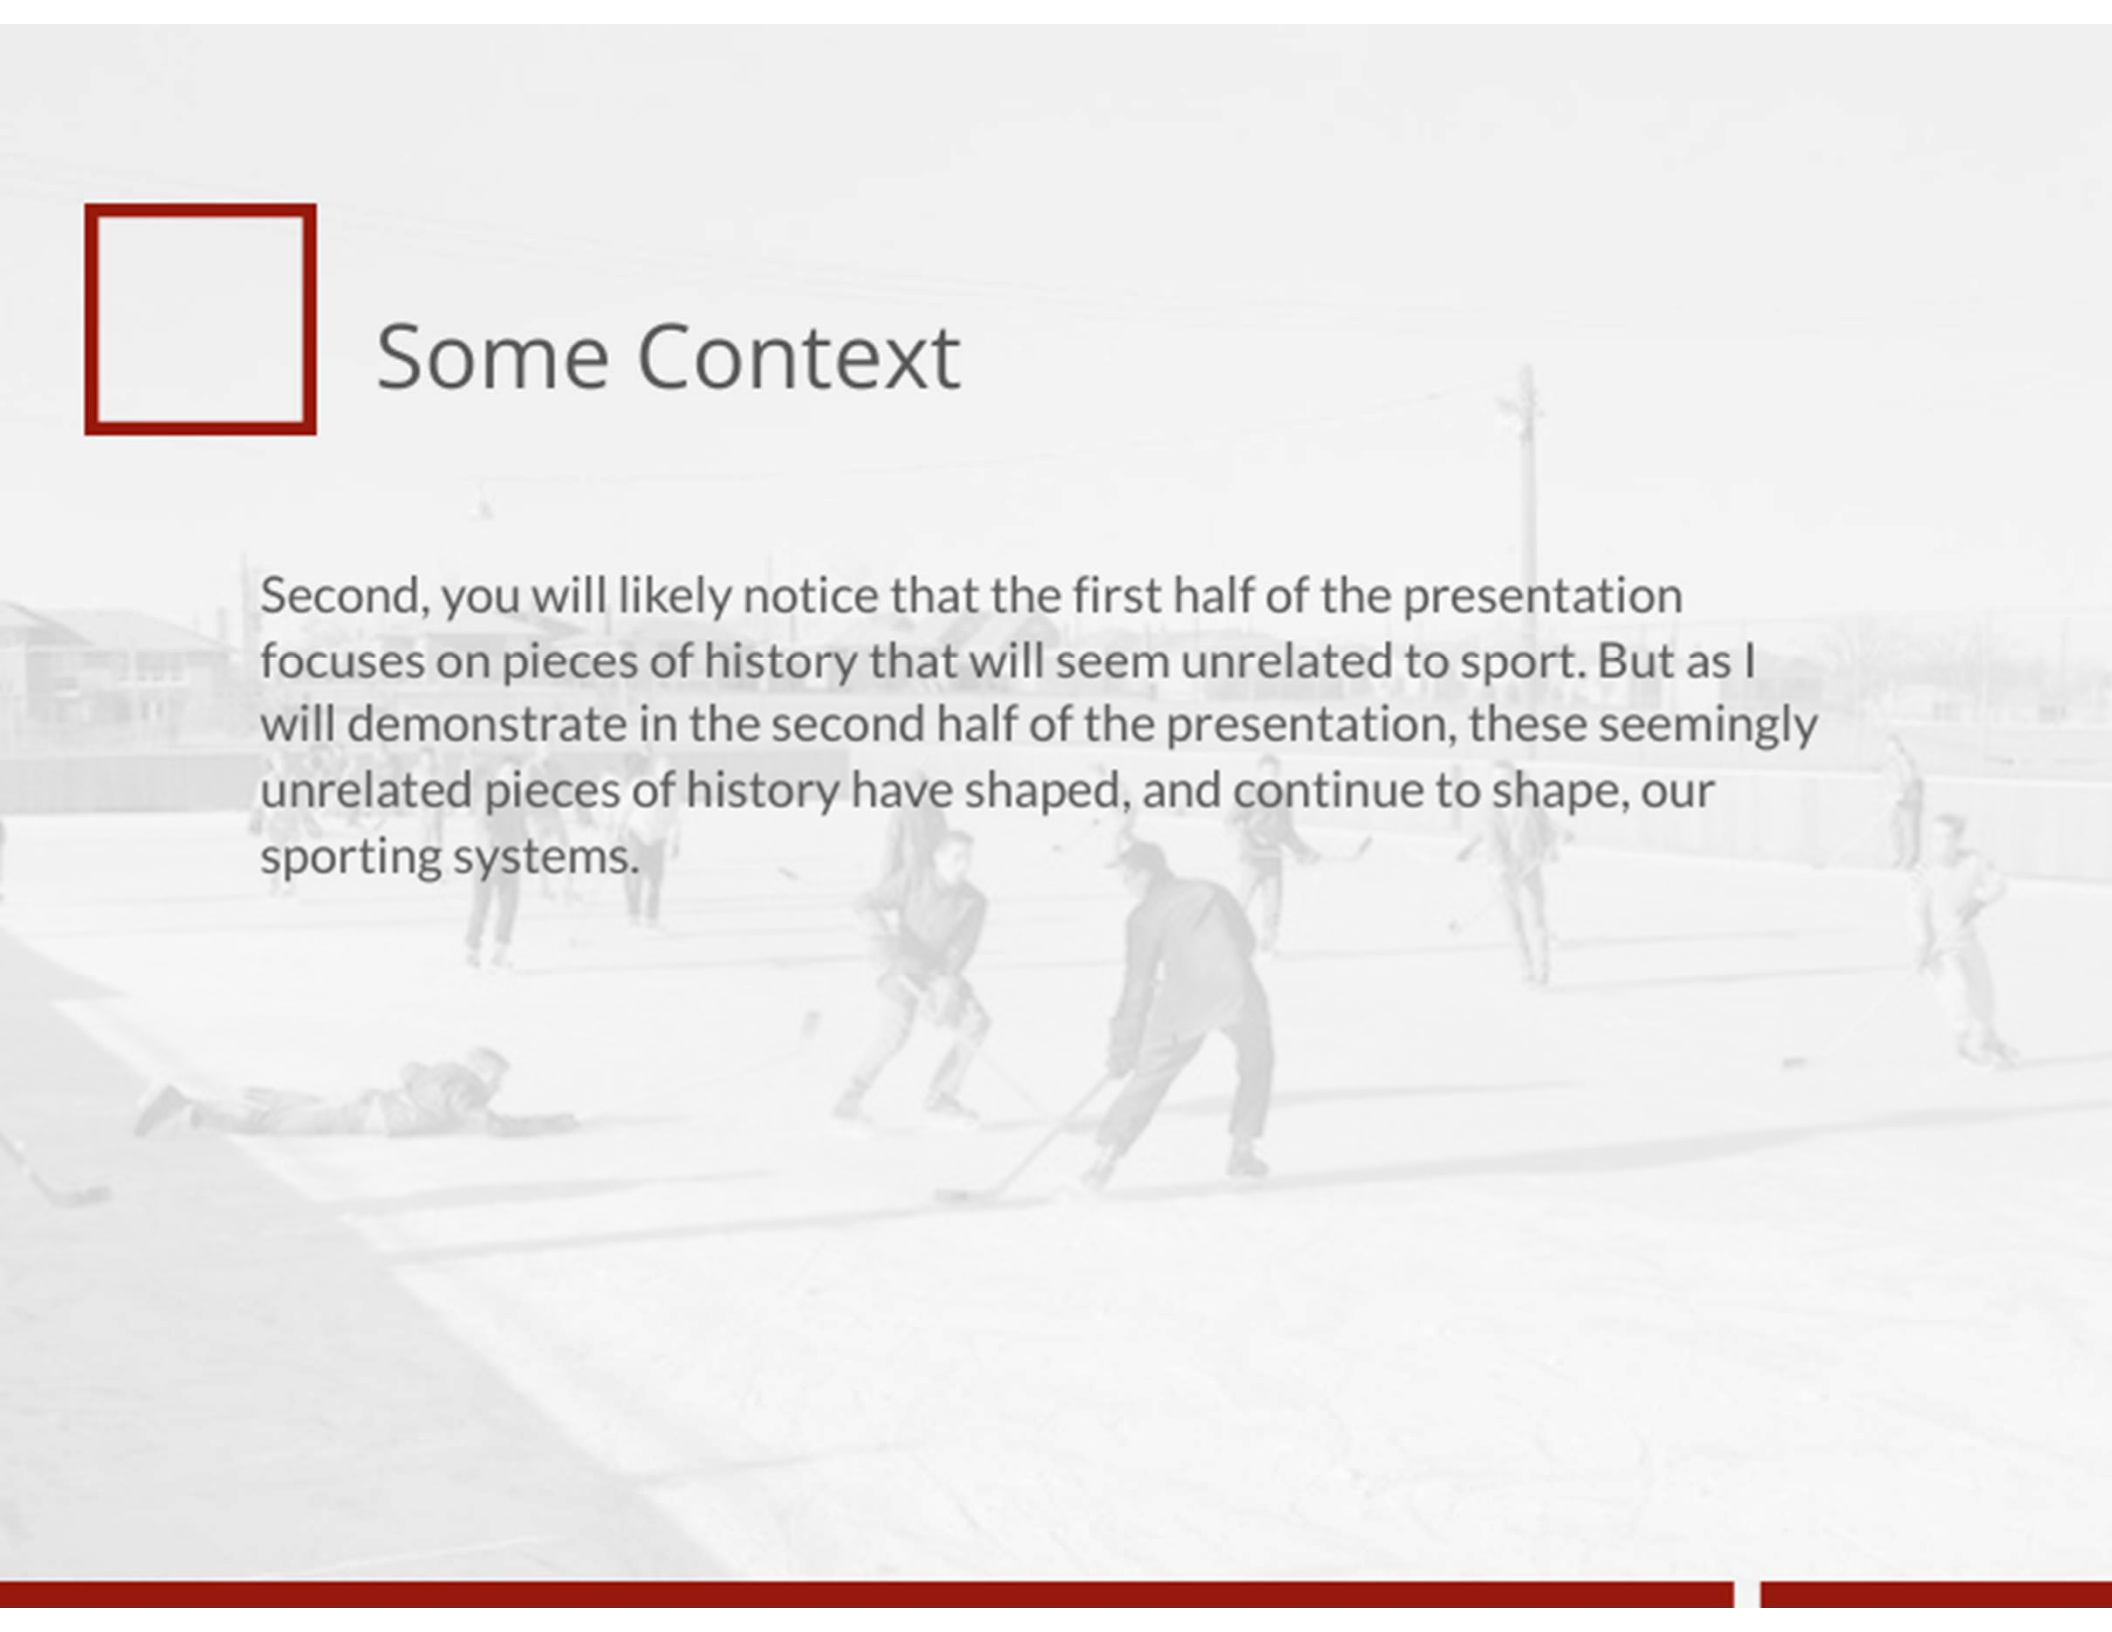 Some Context
Second, you will likely notice that the first half of the presentation
focuses on pieces of history that will seem unrelated to sport. But as I
will demonstrate in the second half of the presentation, these seemingly
unrelated pieces of history have shaped, and continue to shape, our
sporting systems.